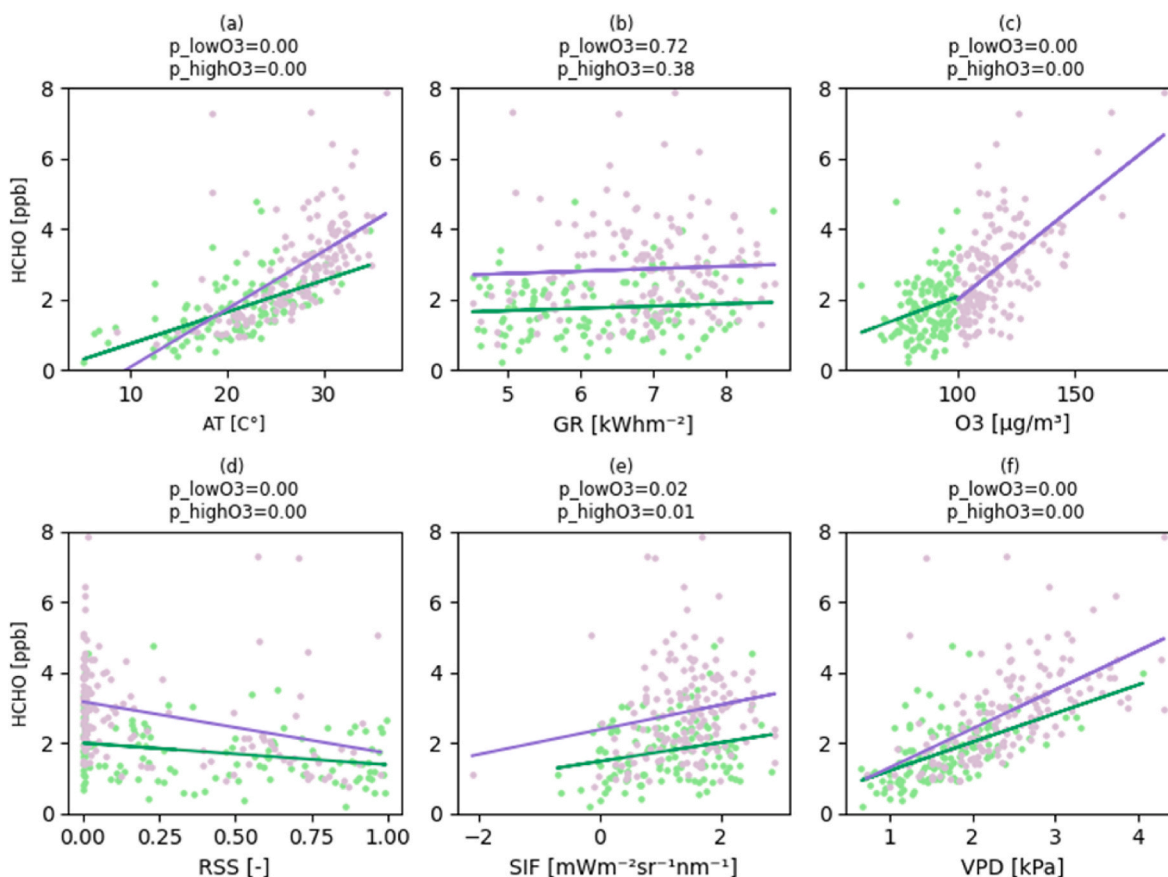 (a)
p_lowO3=0.00
p_highO3=0.00
(b)
p_lowO3=0.72
p_highO3=0.38
(c)
p_lowO3=0.00
p_highO3=0.00
HCHO [ppb]
8
6
4
2
0
10
20
30
AT [C°]
8
6
4
2
0
5
6
7
8
GR [kWhm⁻²]
8
6
4
2
0
100
150
O3 [µg/m³]
(d)
p_lowO3=0.00
p_highO3=0.00
(e)
p_lowO3=0.02
p_highO3=0.01
(f)
p_lowO3=0.00
p_highO3=0.00
HCHO [ppb]
8
6
4
2
0
0.00
0.25
0.50
0.75
1.00
RSS [-]
8
6
4
2
0
−2
0
2
SIF [mWm⁻²sr⁻¹nm⁻¹]
8
6
4
2
0
1
2
3
4
VPD [kPa]